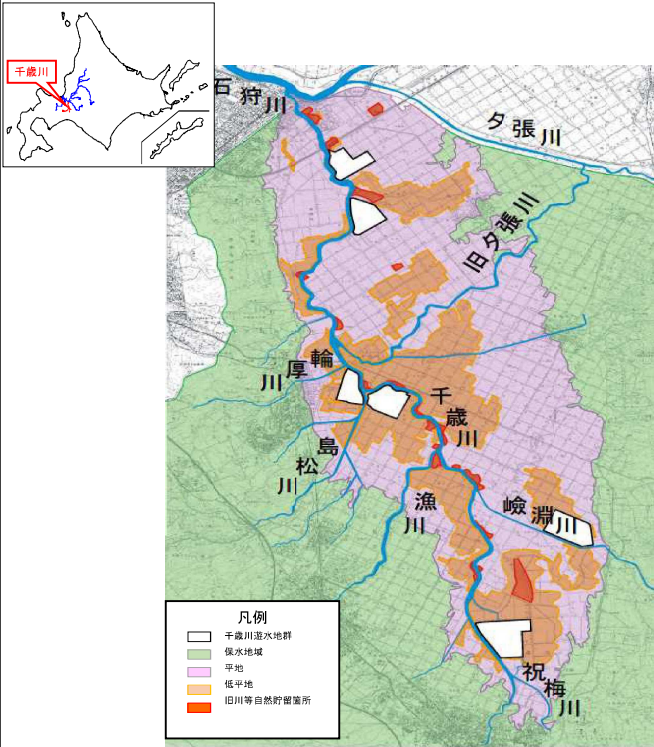 千歳川
石狩川
夕張川
旧夕張川
輪厚川
千歳川
島松川
漁川
嶮淵川
祝梅川
凡例
千歳川遊水地群
保水地域
平地
低平地
旧川等自然貯留箇所